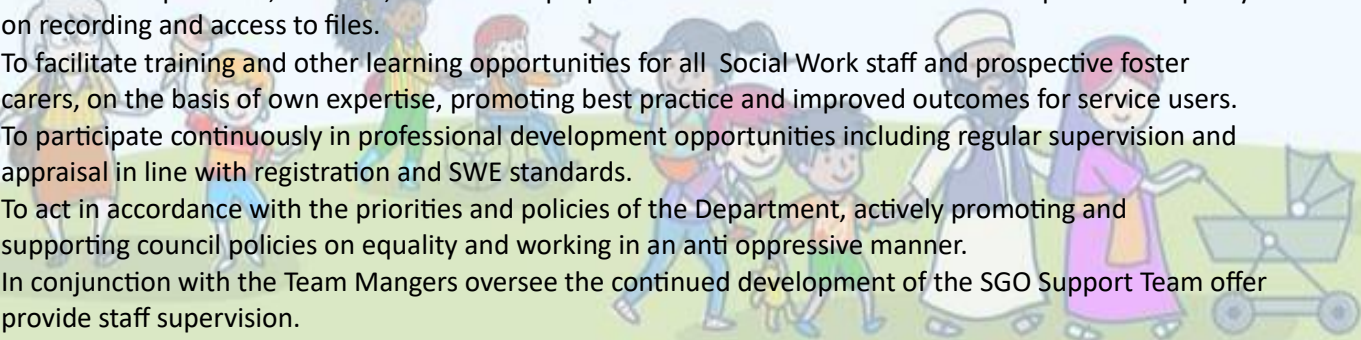 on recording and access to files.
To facilitate training and other learning opportunities for all  Social Work staff and prospective foster
carers, on the basis of own expertise, promoting best practice and improved outcomes for service users.
To participate continuously in professional development opportunities including regular supervision and
appraisal in line with registration and SWE standards.
To act in accordance with the priorities and policies of the Department, actively promoting and
supporting council policies on equality and working in an anti oppressive manner.
In conjunction with the Team Mangers oversee the continued development of the SGO Support Team offer
provide staff supervision.